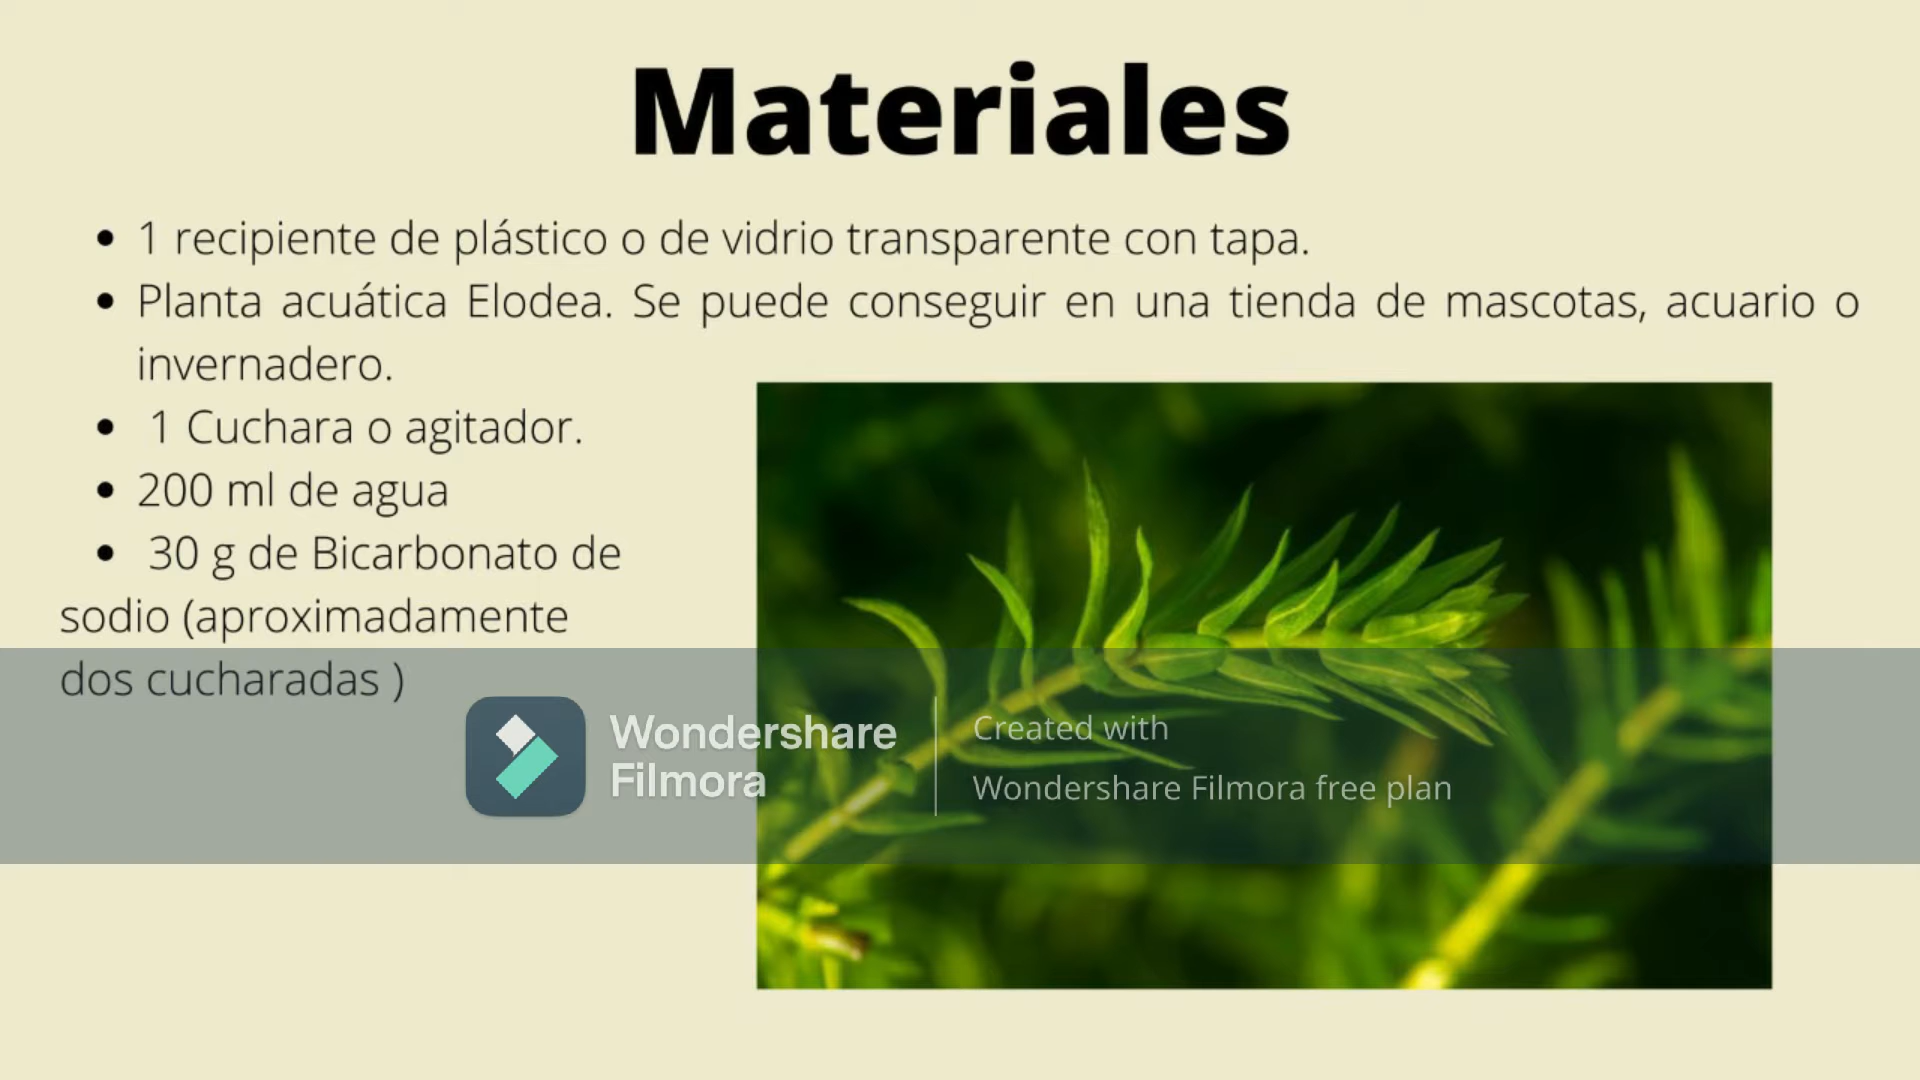 Materiales
• 1 recipiente de plástico o de vidrio transparente con tapa.
• Planta acuática Elodea. Se puede conseguir en una tienda de mascotas, acuario o
invernadero.
• 1 Cuchara o agitador.
• 200 ml de agua
• 30 g de Bicarbonato de
sodio (aproximadamente
dos cucharadas )
Wondershare
Filmora
Created with
Wondershare Filmora free plan